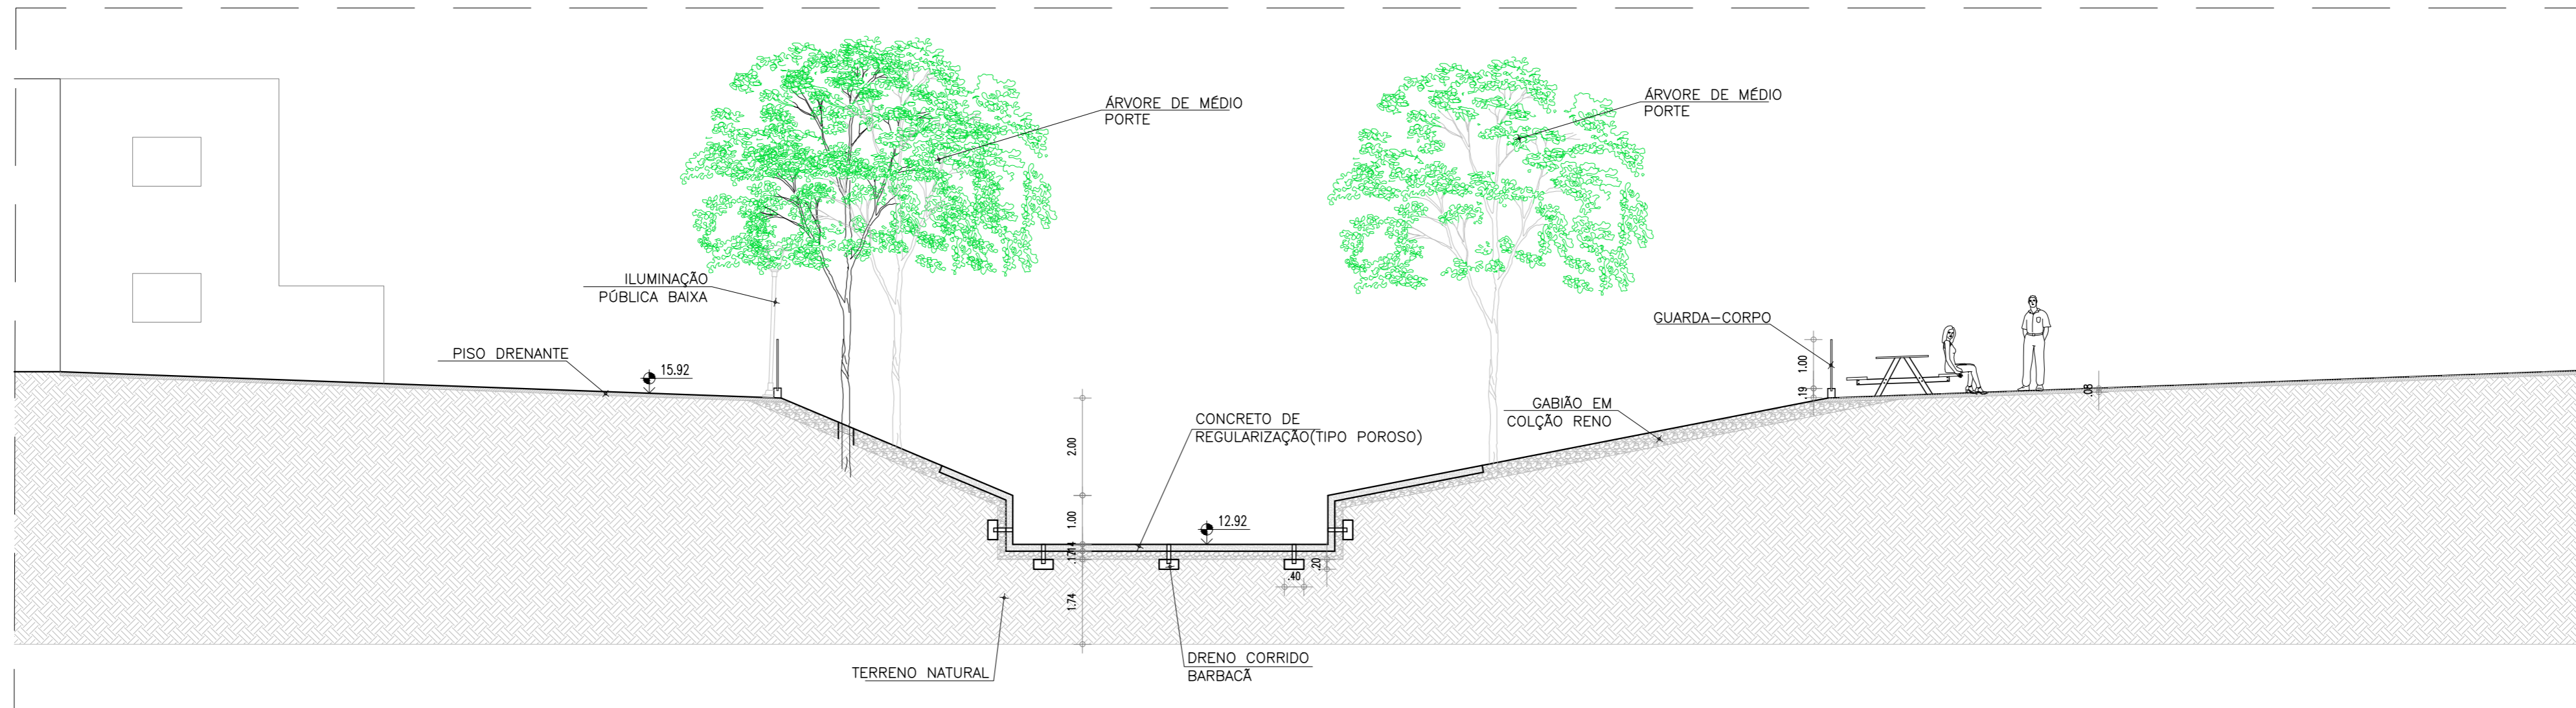 ÁRVORE DE MÉDIO
PORTE
ÁRVORE DE MÉDIO
PORTE
ILUMINAÇÃO
PÚBLICA BAIXA
GUARDA-CORPO
PISO DRENANTE
15.92
1.00
.19
.08
GABIÃO EM
COLÇÃO RENO
CONCRETO DE
REGULARIZAÇÃO(TIPO POROSO)
2.00
1.00
12.92
.14
.17
.20
.40
1.74
TERRENO NATURAL
DRENO CORRIDO
BARBACÃ